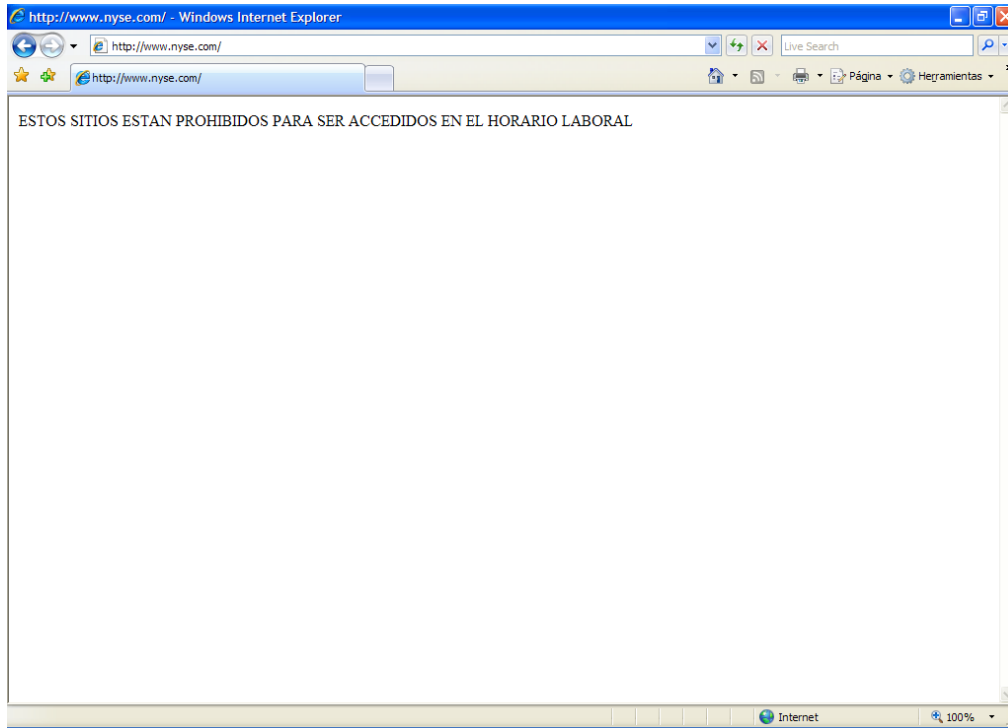 http://www.nyse.com/ - Windows Internet Explorer
http://www.nyse.com/
Live Search
http://www.nyse.com/
Página
Herramientas
ESTOS SITIOS ESTAN PROHIBIDOS PARA SER ACCEDIDOS EN EL HORARIO LABORAL
Internet
100%